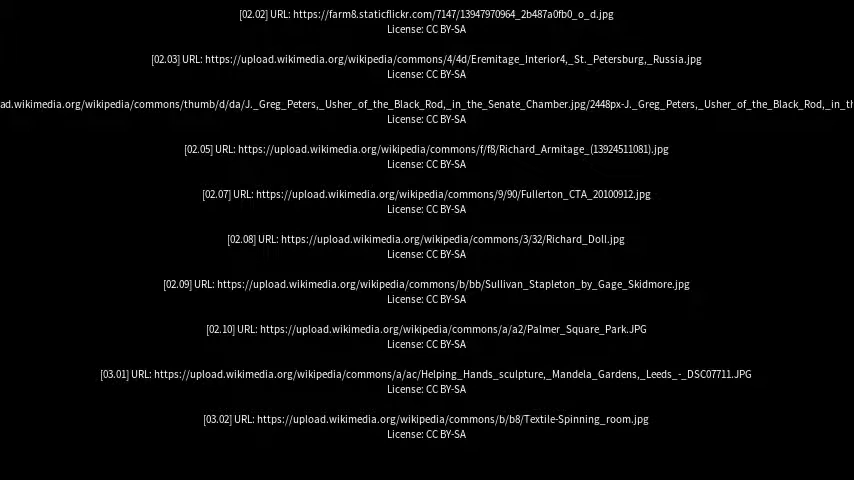 [02.02] URL: https://farm8.staticflickr.com/7147/13947970964_2b487a0fb0_o_d.jpg
License: CC BY-SA
[02.03] URL: https://upload.wikimedia.org/wikipedia/commons/4/4d/Eremitage_Interior4,_St._Petersburg,_Russia.jpg
License: CC BY-SA
ad.wikimedia.org/wikipedia/commons/thumb/d/da/J._Greg_Peters,_Usher_of_the_Black_Rod,_in_the_Senate_Chamber.jpg/2448px-J._Greg_Peters,_Usher_of_the_Black_Rod,_in_th
License: CC BY-SA
[02.05] URL: https://upload.wikimedia.org/wikipedia/commons/f/f8/Richard_Armitage_(13924511081).jpg
License: CC BY-SA
[02.07] URL: https://upload.wikimedia.org/wikipedia/commons/9/90/Fullerton_CTA_20100912.jpg
License: CC BY-SA
[02.08] URL: https://upload.wikimedia.org/wikipedia/commons/3/32/Richard_Doll.jpg
License: CC BY-SA
[02.09] URL: https://upload.wikimedia.org/wikipedia/commons/b/bb/Sullivan_Stapleton_by_Gage_Skidmore.jpg
License: CC BY-SA
[02.10] URL: https://upload.wikimedia.org/wikipedia/commons/a/a2/Palmer_Square_Park.JPG
License: CC BY-SA
[03.01] URL: https://upload.wikimedia.org/wikipedia/commons/a/ac/Helping_Hands_sculpture,_Mandela_Gardens,_Leeds_-_DSC07711.JPG
License: CC BY-SA
[03.02] URL: https://upload.wikimedia.org/wikipedia/commons/b/b8/Textile-Spinning_room.jpg
License: CC BY-SA